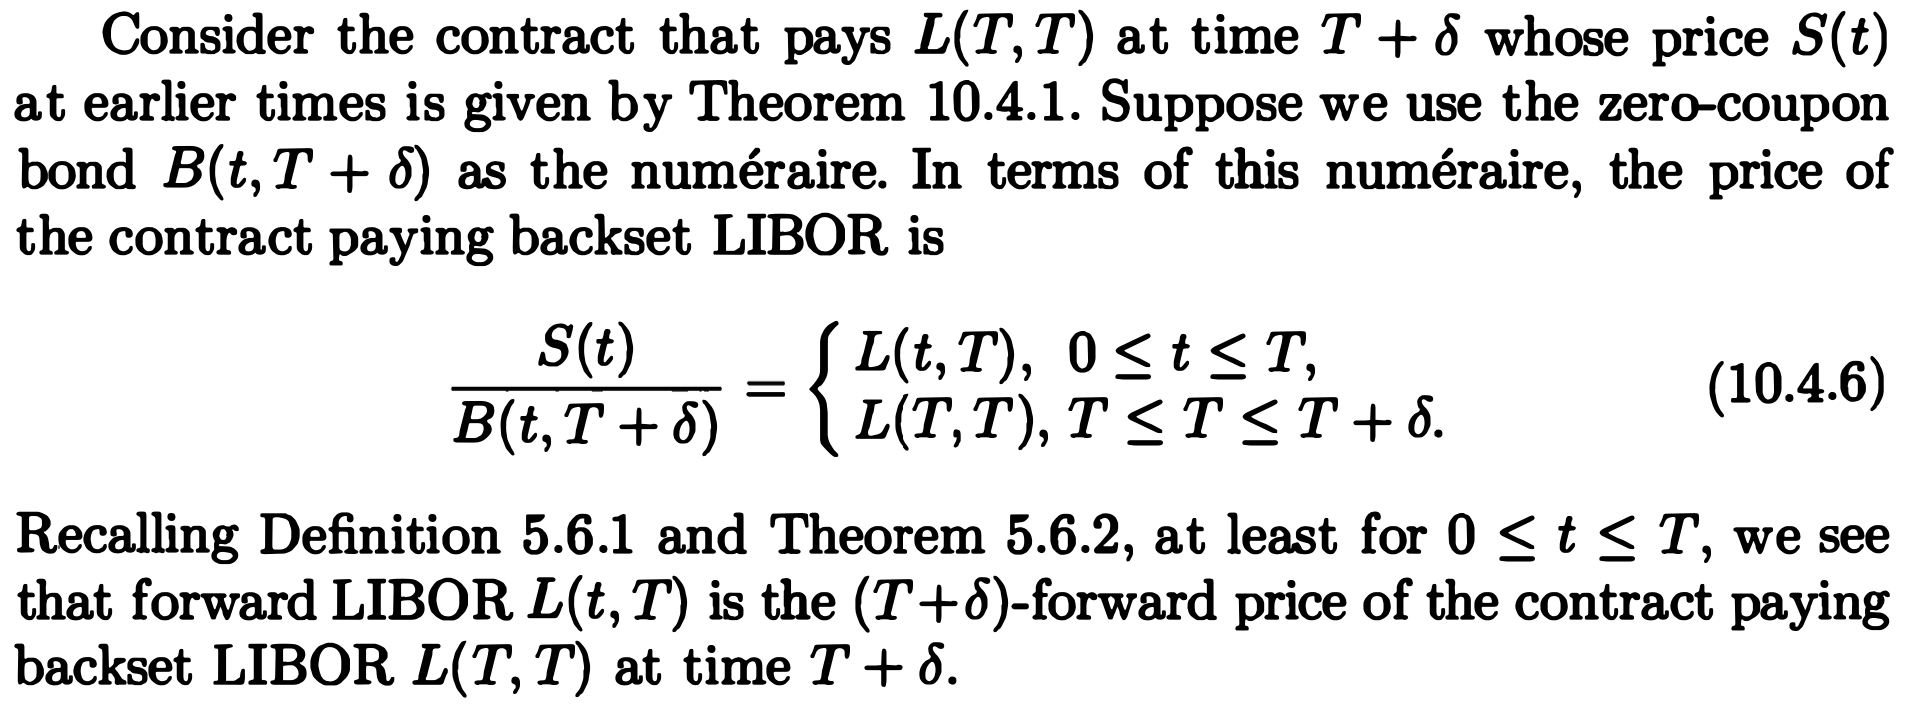 Consider the contract that pays L(T, T) at time T + δ whose price S(t)
at earlier times is given by Theorem 10.4.1. Suppose we use the zero-coupon
bond B(t, T + δ) as the numéraire. In terms of this numéraire, the price of
the contract paying backset LIBOR is
S(t)/B(t, T + δ) = { L(t, T), 0 ≤ t ≤ T,
L(T, T), T ≤ T ≤ T + δ. (10.4.6)
Recalling Definition 5.6.1 and Theorem 5.6.2, at least for 0 ≤ t ≤ T, we see
that forward LIBOR L(t, T) is the (T+δ)-forward price of the contract paying
backset LIBOR L(T, T) at time T + δ.